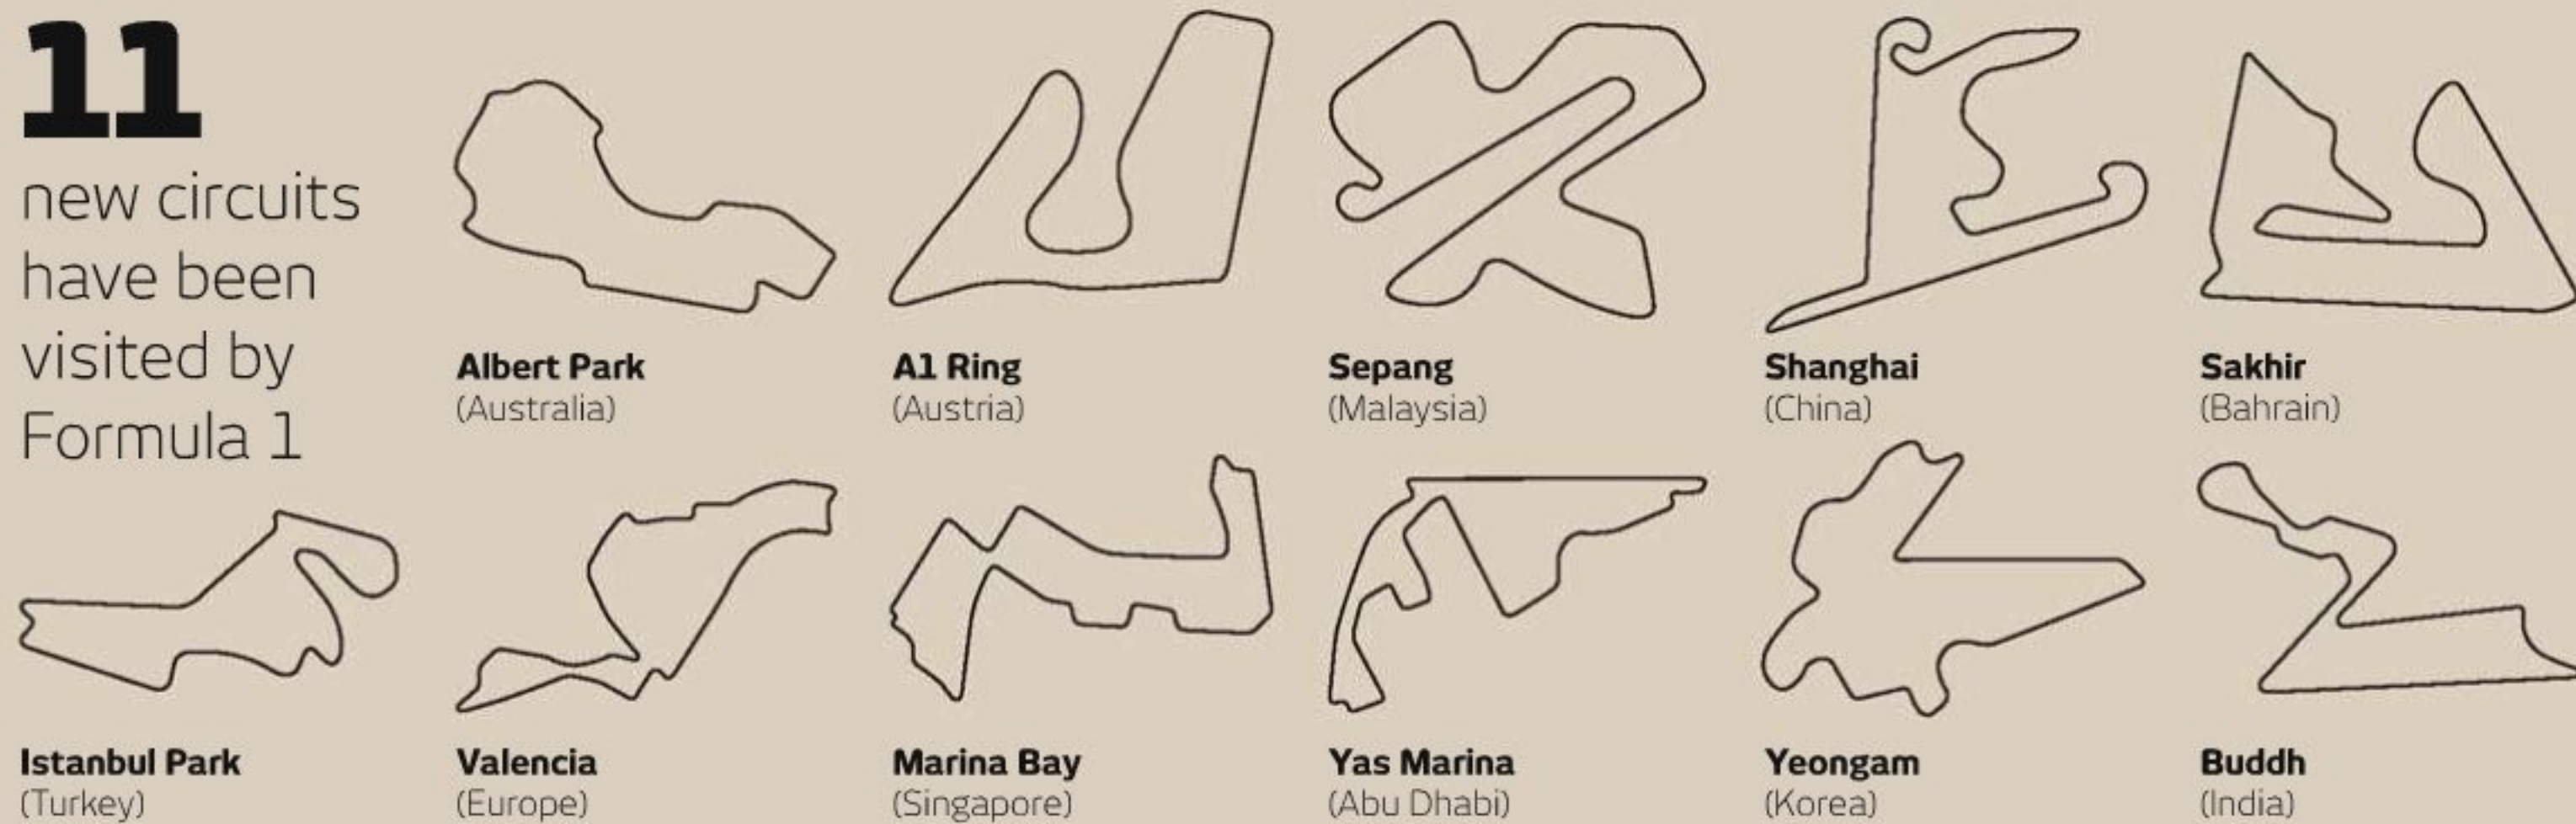 11
new circuits
have been
visited by
Formula 1
Albert Park
(Australia)
A1 Ring
(Austria)
Sepang
(Malaysia)
Shanghai
(China)
Sakhir
(Bahrain)
Istanbul Park
(Turkey)
Valencia
(Europe)
Marina Bay
(Singapore)
Yas Marina
(Abu Dhabi)
Yeongam
(Korea)
Buddh
(India)